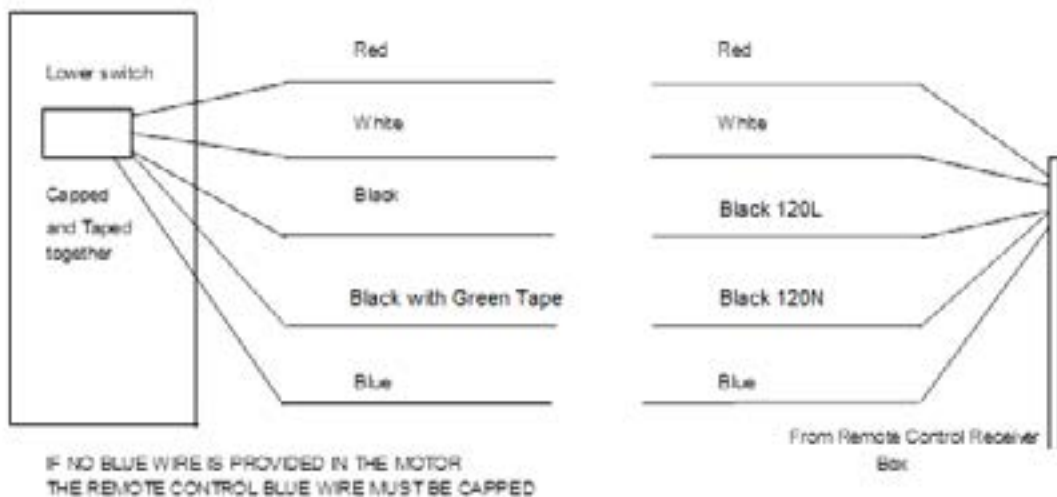 Red
Red
Lower switch
White
White
Capped
and Taped
together
Black
Black 120L
Black with Green Tape
Black 120N
Blue
Blue
From Remote Control Receiver
Box
IF NO BLUE WIRE IS PROVIDED IN THE MOTOR
THE REMOTE CONTROL BLUE WIRE MUST BE CAPPED